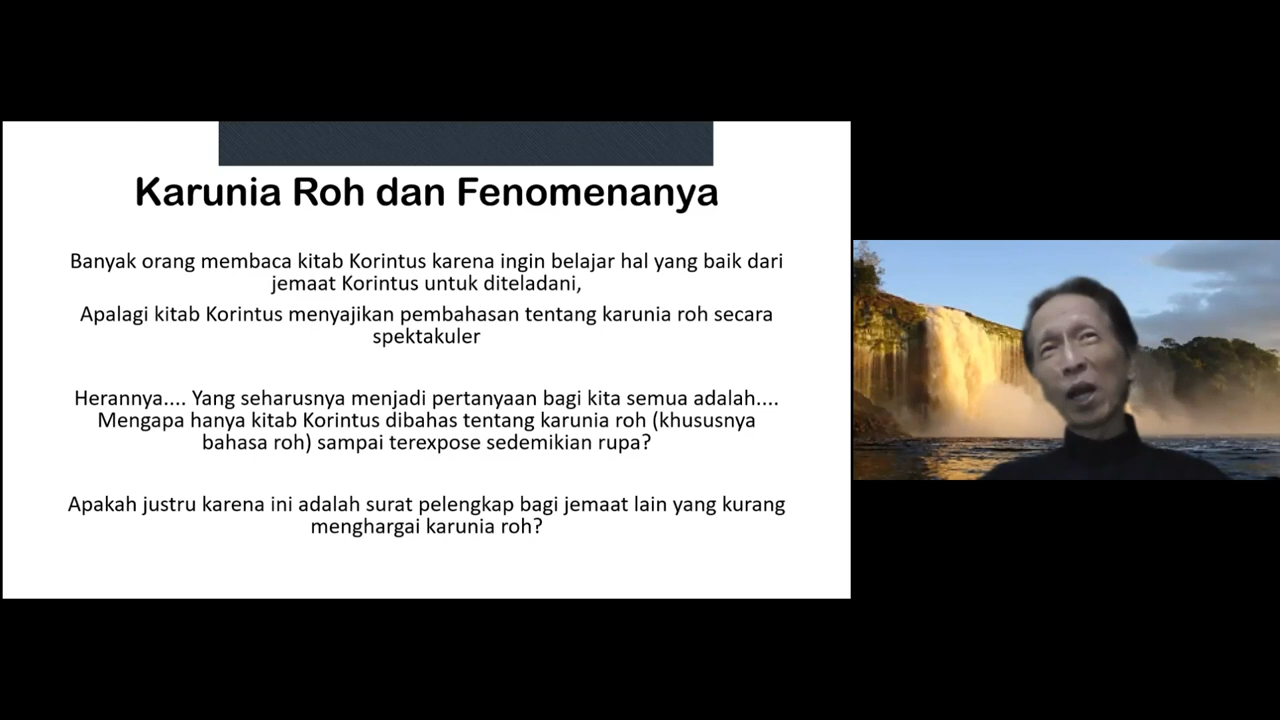 Karunia Roh dan Fenomenanya
Banyak orang membaca kitab Korintus karena ingin belajar hal yang baik dari
jemaat Korintus untuk diteladani,
Apalagi kitab Korintus menyajikan pembahasan tentang karunia roh secara
spektakuler
Herannya.... Yang seharusnya menjadi pertanyaan bagi kita semua adalah....
Mengapa hanya kitab Korintus dibahas tentang karunia roh (khususnya
bahasa roh) sampai terexpose sedemikian rupa?
Apakah justru karena ini adalah surat pelengkap bagi jemaat lain yang kurang
menghargai karunia roh?